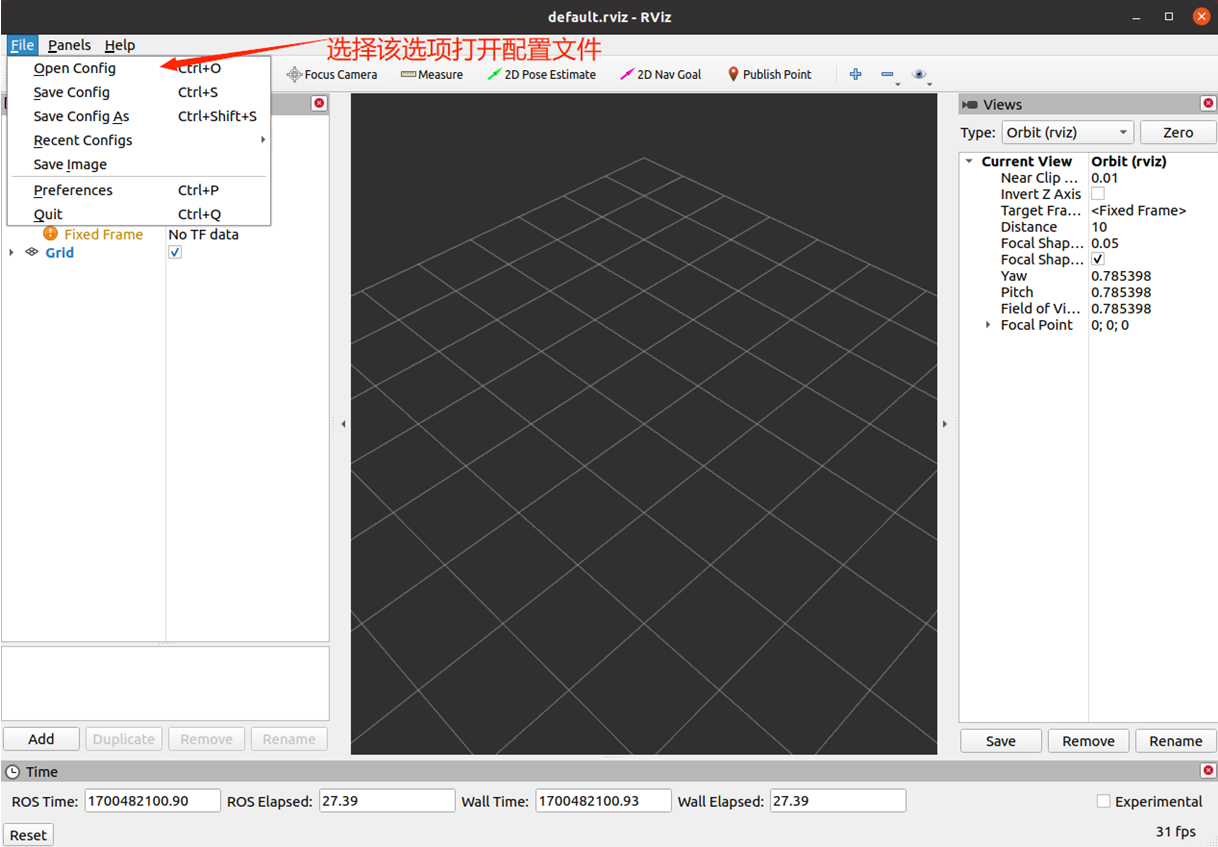 default.rviz - RViz
File Panels Help
选择该选项打开配置文件
Open Config Ctrl+O
Save Config Ctrl+S
Save Config As Ctrl+Shift+S
Recent Configs
Save Image
Preferences Ctrl+P
Quit Ctrl+Q
Focus Camera Measure 2D Pose Estimate 2D Nav Goal Publish Point
Fixed Frame No TF data
Grid
Views
Type: Orbit (rviz) Zero
Current View Orbit (rviz)
Near Clip ... 0.01
Invert Z Axis
Target Fra... <Fixed Frame>
Distance 10
Focal Shap... 0.05
Focal Shap...
Yaw 0.785398
Pitch 0.785398
Field of Vi... 0.785398
Focal Point 0; 0; 0
Add Duplicate Remove Rename
Save Remove Rename
Time
ROS Time: 1700482100.90 ROS Elapsed: 27.39 Wall Time: 1700482100.93 Wall Elapsed: 27.39 Experimental
Reset 31 fps